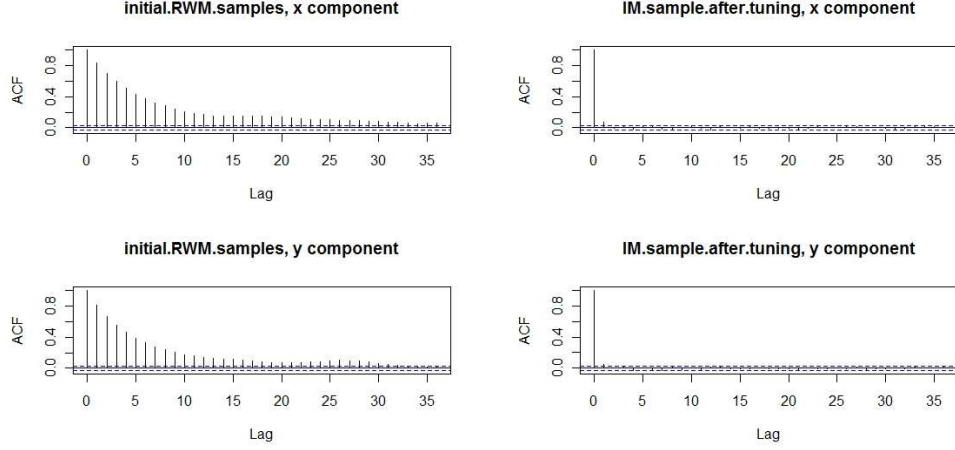 initial.RWM.samples, x component
ACF
0.0 0.4 0.8
0 5 10 15 20 25 30 35
Lag
IM.sample.after.tuning, x component
ACF
0.0 0.4 0.8
0 5 10 15 20 25 30 35
Lag
initial.RWM.samples, y component
ACF
0.0 0.4 0.8
0 5 10 15 20 25 30 35
Lag
IM.sample.after.tuning, y component
ACF
0.0 0.4 0.8
0 5 10 15 20 25 30 35
Lag